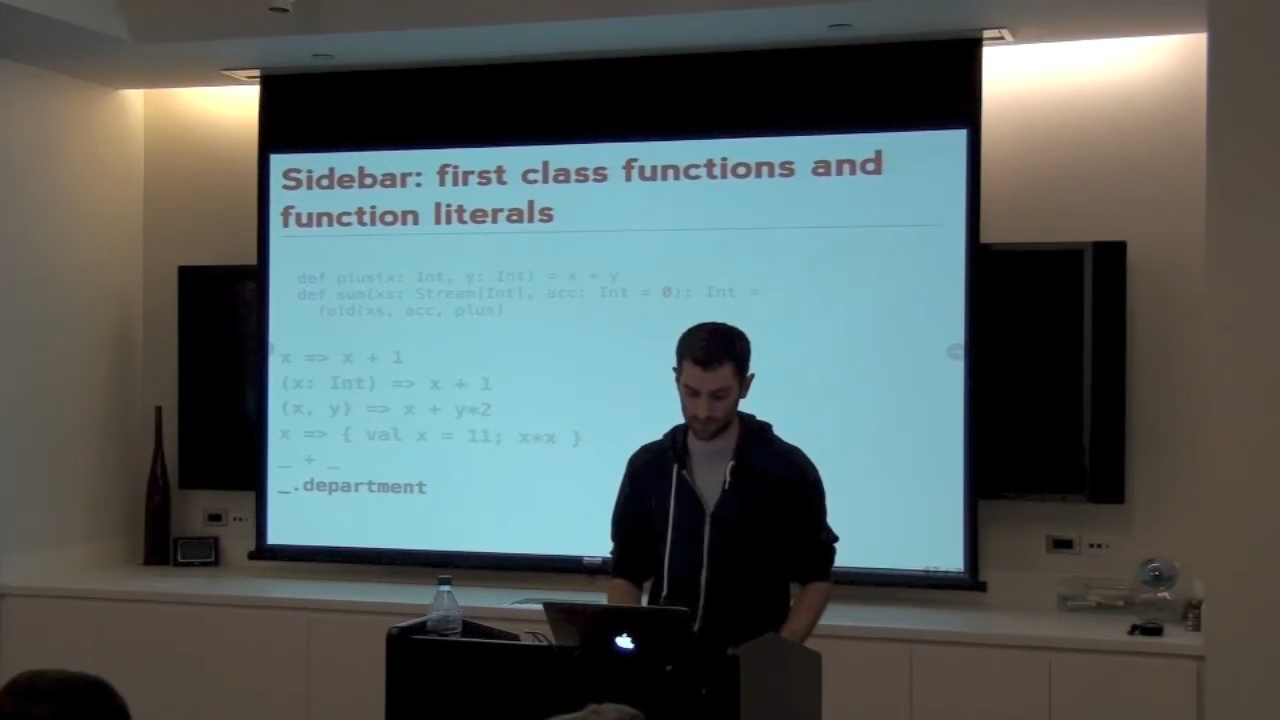 Sidebar: first class functions and
function literals
def plus(x: Int, y: Int) = x + y
def sum(xs: Stream[Int], acc: Int = 0): Int =
fold(xs, acc, plus)
x => x + 1
(x: Int) => x + 1
(x, y) => x + y*2
x => { val x = 11; x*x }
_ + _
_.department